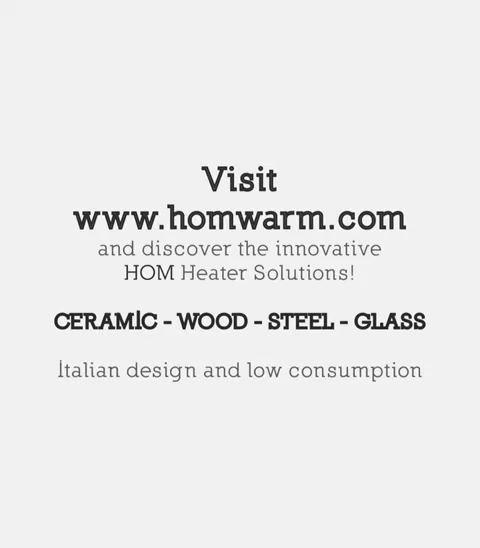 Visit
www.homwarm.com
and discover the innovative
HOM Heater Solutions!
CERAMİC - WOOD - STEEL - GLASS
İtalian design and low consumption